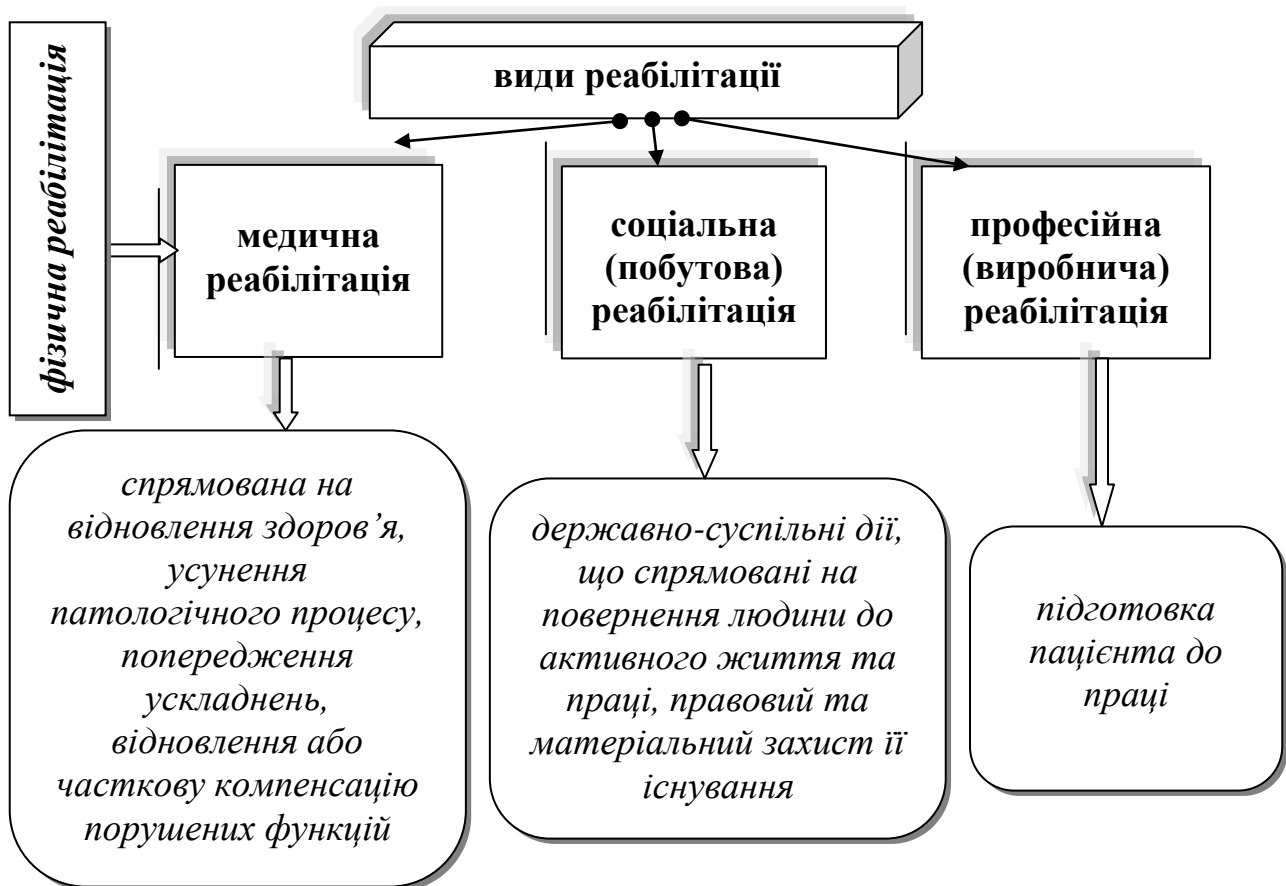 види реабілітації
фізична реабілітація
медична
реабілітація
соціальна
(побутова)
реабілітація
професійна
(виробнича)
реабілітація
спрямована на
відновлення здоров’я,
усунення
патологічного процесу,
попередження
ускладнень,
відновлення або
часткову компенсацію
порушених функцій
державно-суспільні дії,
що спрямовані на
повернення людини до
активного життя та
праці, правовий та
матеріальний захист її
існування
підготовка
пацієнта до
праці